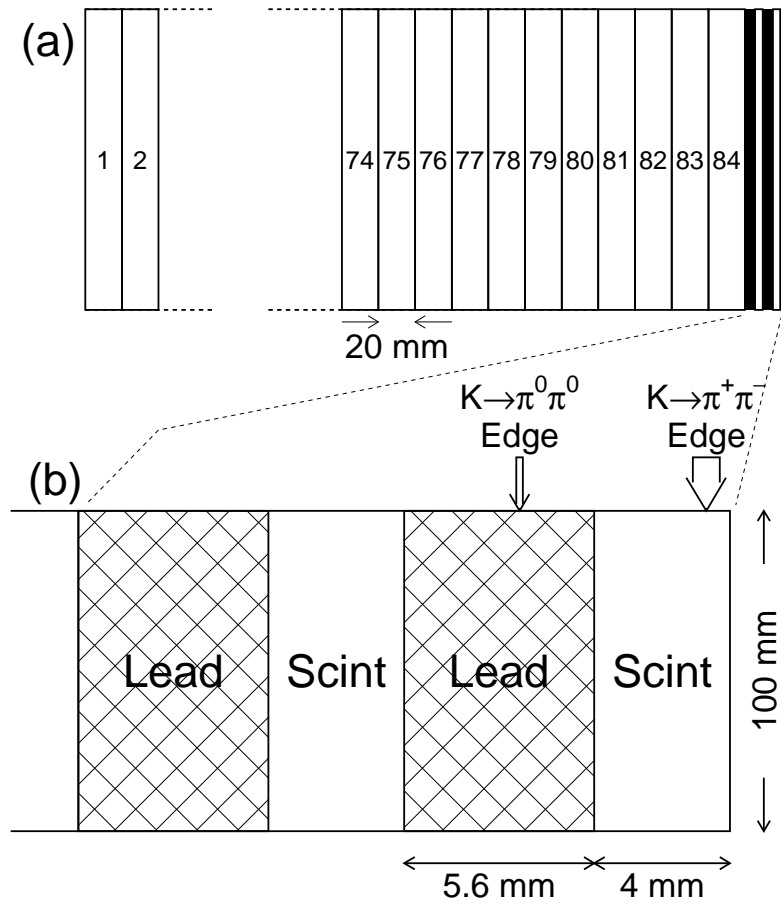 (a)
1 2 74 75 76 77 78 79 80 81 82 83 84
20 mm
K→π⁰π⁰ K→π⁺π⁻
Edge Edge
(b)
Lead Scint Lead Scint
100 mm
5.6 mm 4 mm